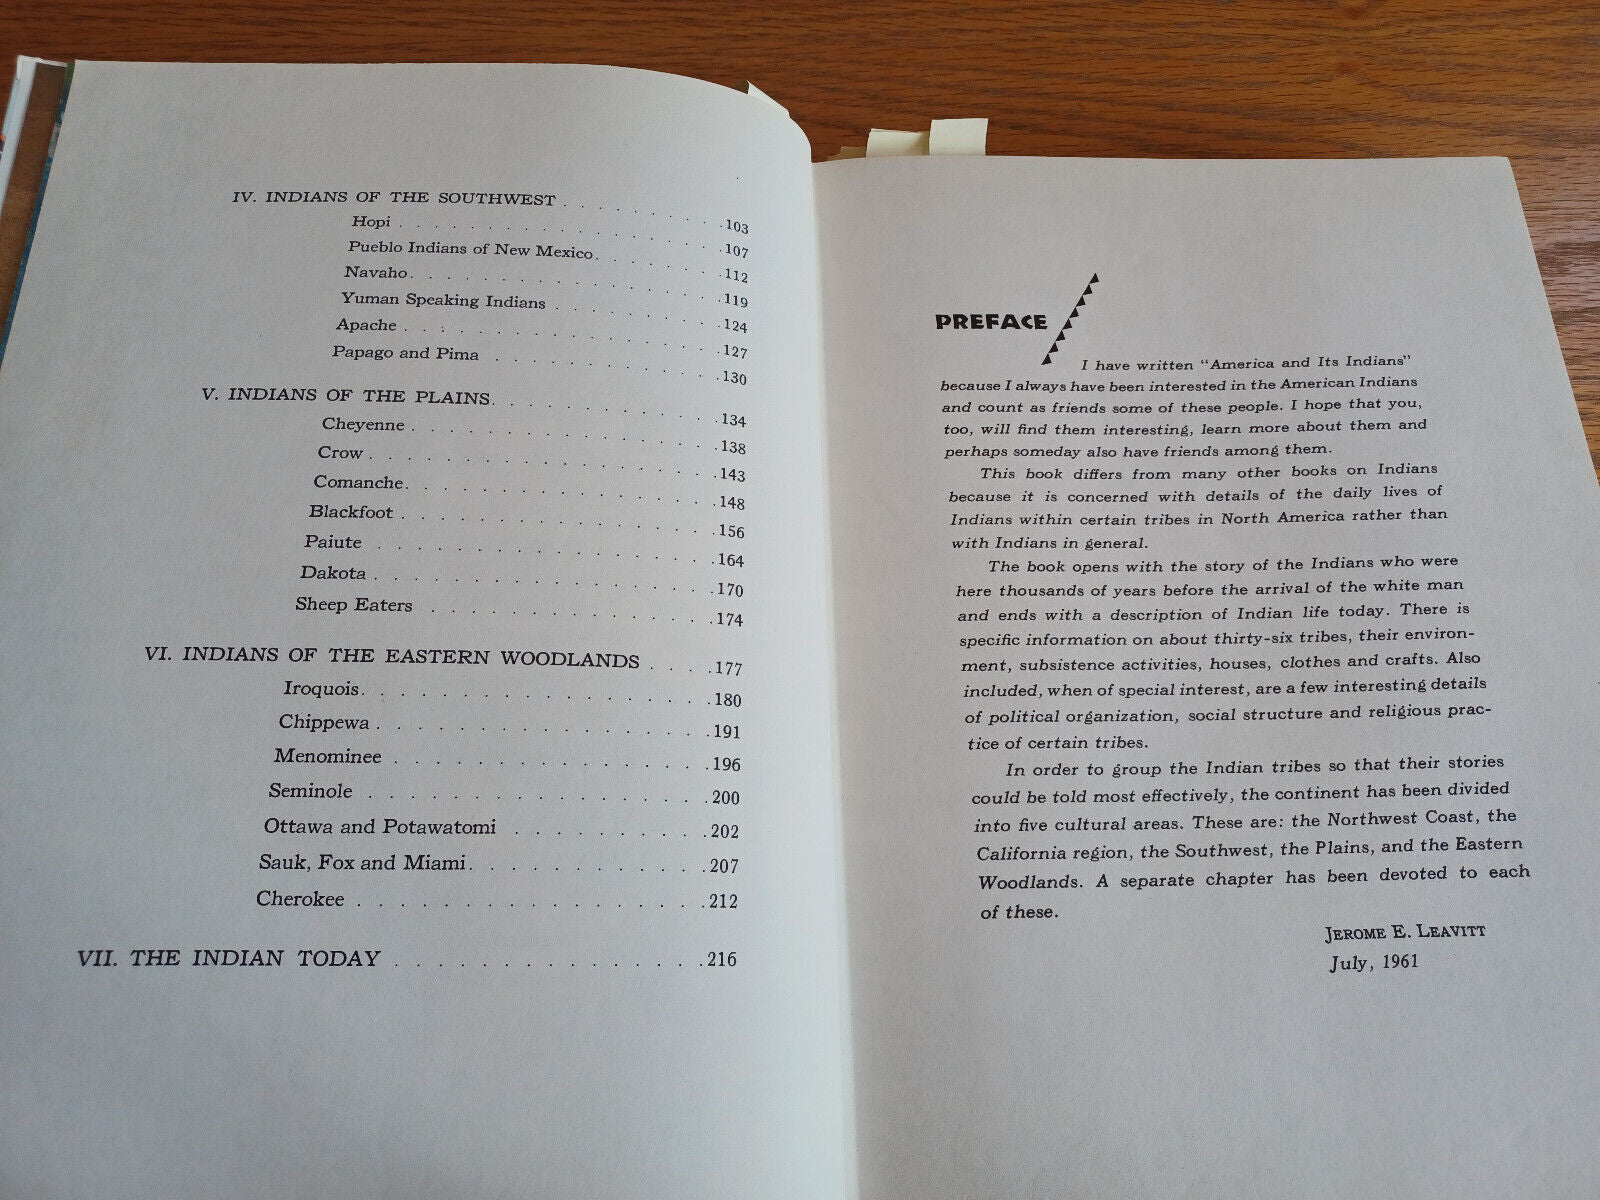 IV. INDIANS OF THE SOUTHWEST . . . . . . . . 103
Hopi . . . . . . . . . . . . . . . . . 107
Pueblo Indians of New Mexico . . . . . . 112
Navaho . . . . . . . . . . . . . . . . 119
Yuman Speaking Indians . . . . . . . . . 124
Apache . . . . . . . . . . . . . . . . 127
Papago and Pima . . . . . . . . . . . . 130
V. INDIANS OF THE PLAINS . . . . . . . . . . . 134
Cheyenne . . . . . . . . . . . . . . . 138
Crow . . . . . . . . . . . . . . . . . 143
Comanche . . . . . . . . . . . . . . . 148
Blackfoot . . . . . . . . . . . . . . . 156
Paiute . . . . . . . . . . . . . . . . 164
Dakota . . . . . . . . . . . . . . . . 170
Sheep Eaters . . . . . . . . . . . . . . 174
VI. INDIANS OF THE EASTERN WOODLANDS . . . . 177
Iroquois . . . . . . . . . . . . . . . . 180
Chippewa . . . . . . . . . . . . . . . 191
Menominee . . . . . . . . . . . . . . . 196
Seminole . . . . . . . . . . . . . . . . 200
Ottawa and Potawatomi . . . . . . . . . 202
Sauk, Fox and Miami . . . . . . . . . . . 207
Cherokee . . . . . . . . . . . . . . . . 212
VII. THE INDIAN TODAY . . . . . . . . . . . . . . 216
PREFACE
I have written "America and Its Indians"
because I always have been interested in the American Indians
and count as friends some of these people. I hope that you,
too, will find them interesting, learn more about them and
perhaps someday also have friends among them.
This book differs from many other books on Indians
because it is concerned with details of the daily lives of
Indians within certain tribes in North America rather than
with Indians in general.
The book opens with the story of the Indians who were
here thousands of years before the arrival of the white man
and ends with a description of Indian life today. There is
specific information on about thirty-six tribes, their environ-
ment, subsistence activities, houses, clothes and crafts. Also
included, when of special interest, are a few interesting details
of political organization, social structure and religious prac-
tice of certain tribes.
In order to group the Indian tribes so that their stories
could be told most effectively, the continent has been divided
into five cultural areas. These are: the Northwest Coast, the
California region, the Southwest, the Plains, and the Eastern
Woodlands. A separate chapter has been devoted to each
of these.
JEROME E. LEAVITT
July, 1961